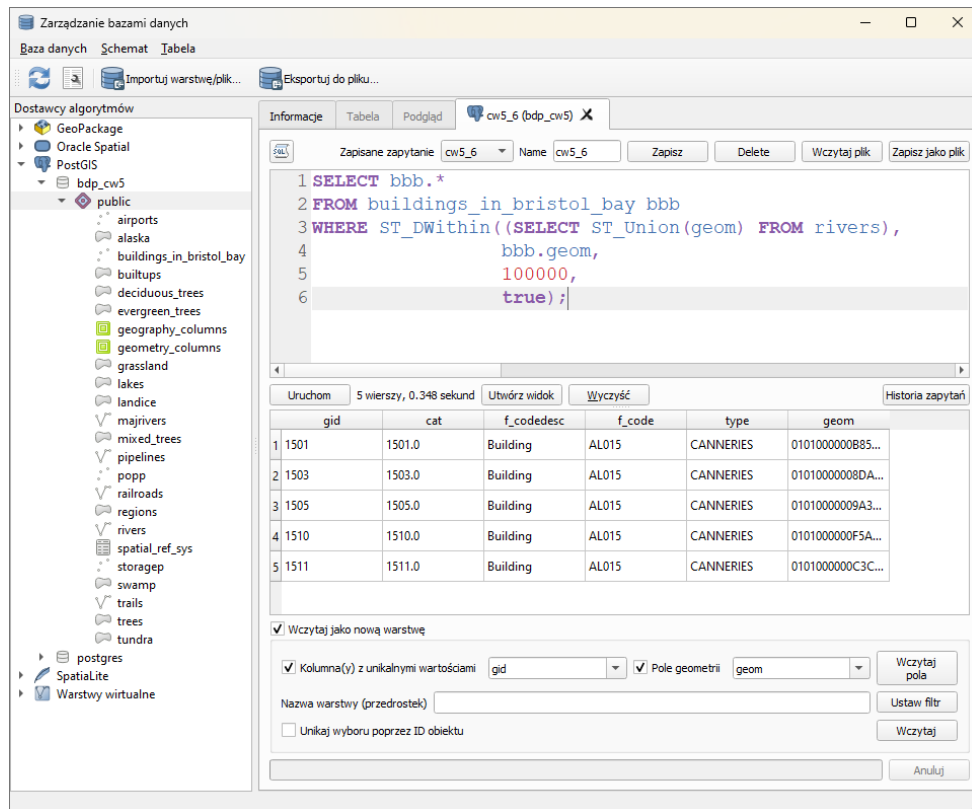 Zarządzanie bazami danych
Baza danych Schemat Tabela
Importuj warstwę/plik... Eksportuj do pliku...
Dostawcy algorytmów
GeoPackage
Oracle Spatial
PostGIS
bdp_cw5
public
airports
alaska
buildings_in_bristol_bay
builtups
deciduous_trees
evergreen_trees
geography_columns
geometry_columns
grassland
lakes
landice
majrivers
mixed_trees
pipelines
popp
railroads
regions
rivers
spatial_ref_sys
storagep
swamp
trails
trees
tundra
postgres
SpatiaLite
Warstwy wirtualne
Informacje Tabela Podgląd cw5_6 (bdp_cw5)
SQL Zapisane zapytanie cw5_6 Name cw5_6 Zapisz Delete Wczytaj plik Zapisz jako plik
1 SELECT bbb.*
2 FROM buildings_in_bristol_bay bbb
3 WHERE ST_DWithin((SELECT ST_Union(geom) FROM rivers),
4 bbb.geom,
5 100000,
6 true);
Uruchom 5 wierszy, 0.348 sekund Utwórz widok Wyczyść Historia zapytań
gid cat f_codedesc f_code type geom
1 1501 1501.0 Building AL015 CANNERIES 0101000000B85...
2 1503 1503.0 Building AL015 CANNERIES 01010000008DA...
3 1505 1505.0 Building AL015 CANNERIES 01010000009A3...
4 1510 1510.0 Building AL015 CANNERIES 0101000000F5A...
5 1511 1511.0 Building AL015 CANNERIES 0101000000C3C...
Wczytaj jako nową warstwę
Kolumna(y) z unikalnymi wartościami gid Pole geometrii geom Wczytaj pola
Nazwa warstwy (przedrostek) Ustaw filtr
Unikaj wyboru poprzez ID obiektu Wczytaj
Anuluj